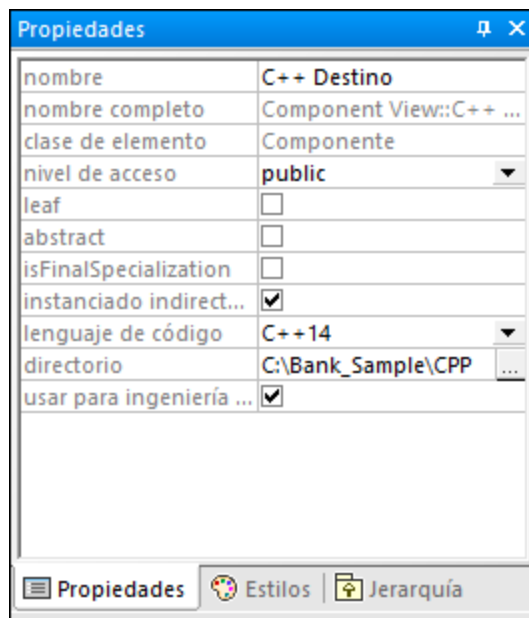 Propiedades
nombre C++ Destino
nombre completo Component View::C++ ...
clase de elemento Componente
nivel de acceso public
leaf
abstract
isFinalSpecialization
instanciado indirect...
lenguaje de código C++14
directorio C:\Bank_Sample\CPP ...
usar para ingeniería ...
Propiedades Estilos Jerarquía